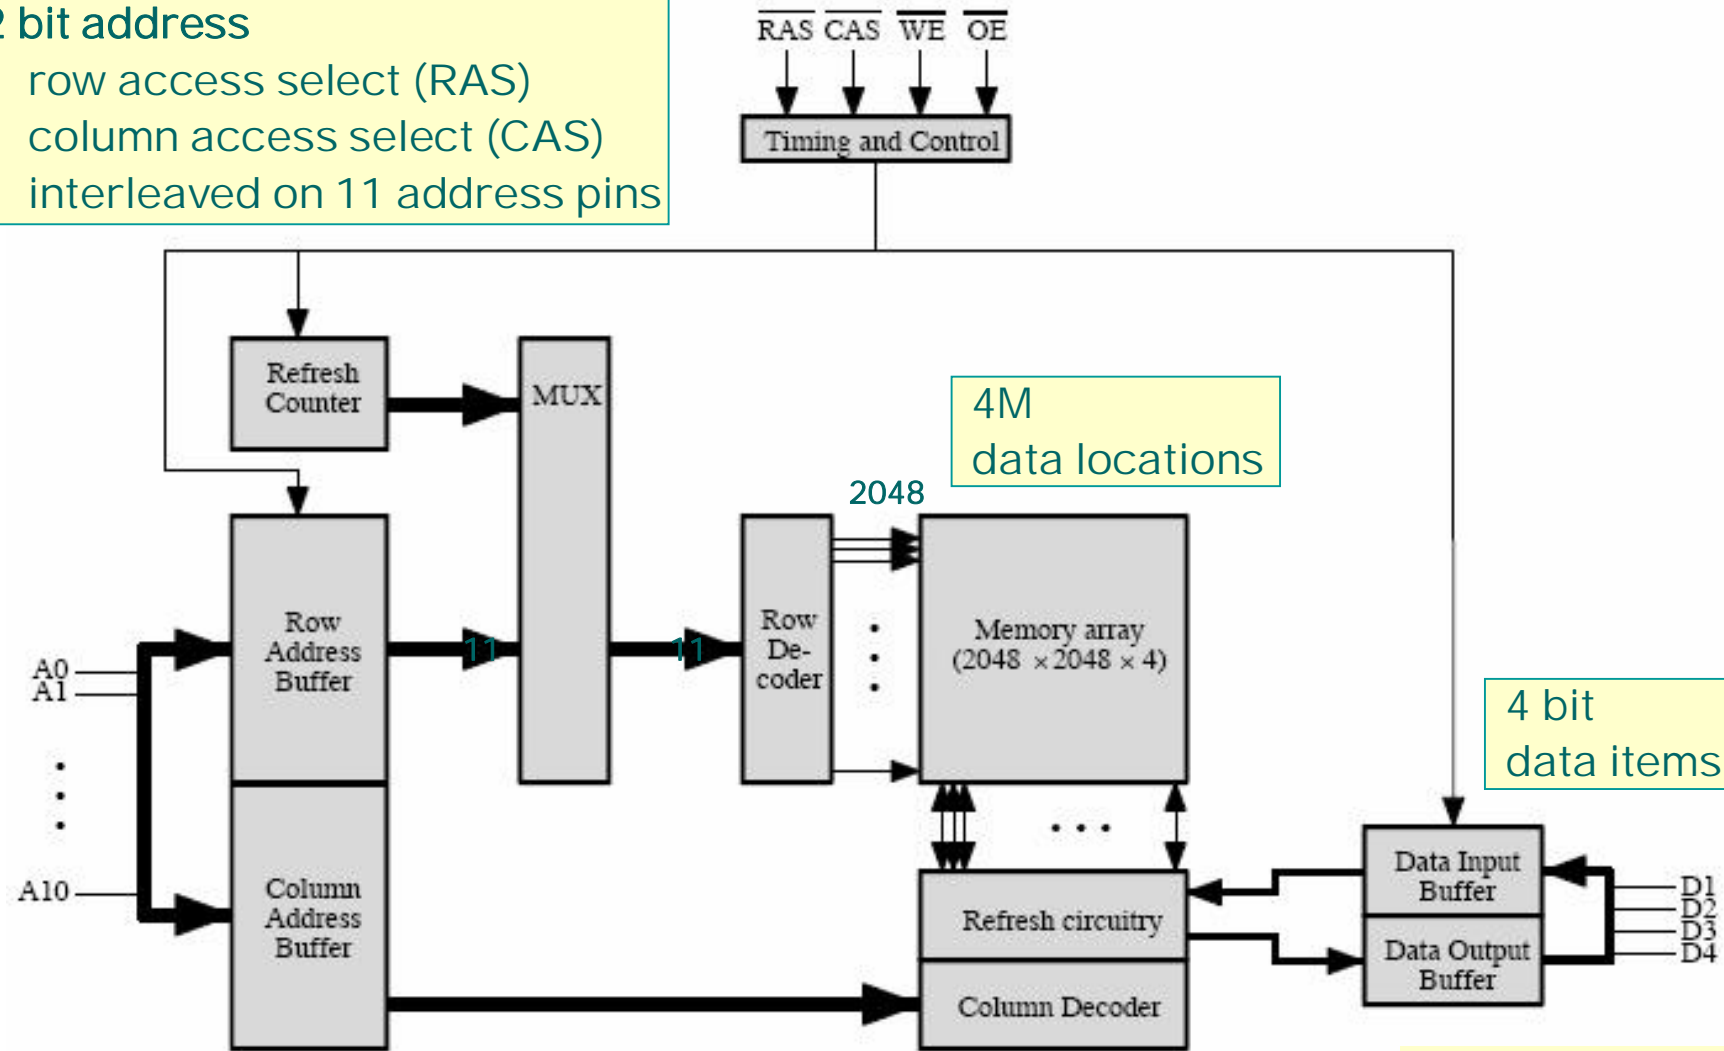 2 bit address
row access select (RAS)
column access select (CAS)
interleaved on 11 address pins
RAS CAS WE OE
Timing and Control
Refresh
Counter
MUX
4M
data locations
2048
Row
Address
Buffer
11
11
Row
De-
coder
Memory array
(2048 × 2048 × 4)
A0
A1
A10
4 bit
data items
Column
Address
Buffer
Refresh circuitry
Column Decoder
Data Input
Buffer
Data Output
Buffer
D1
D2
D3
D4